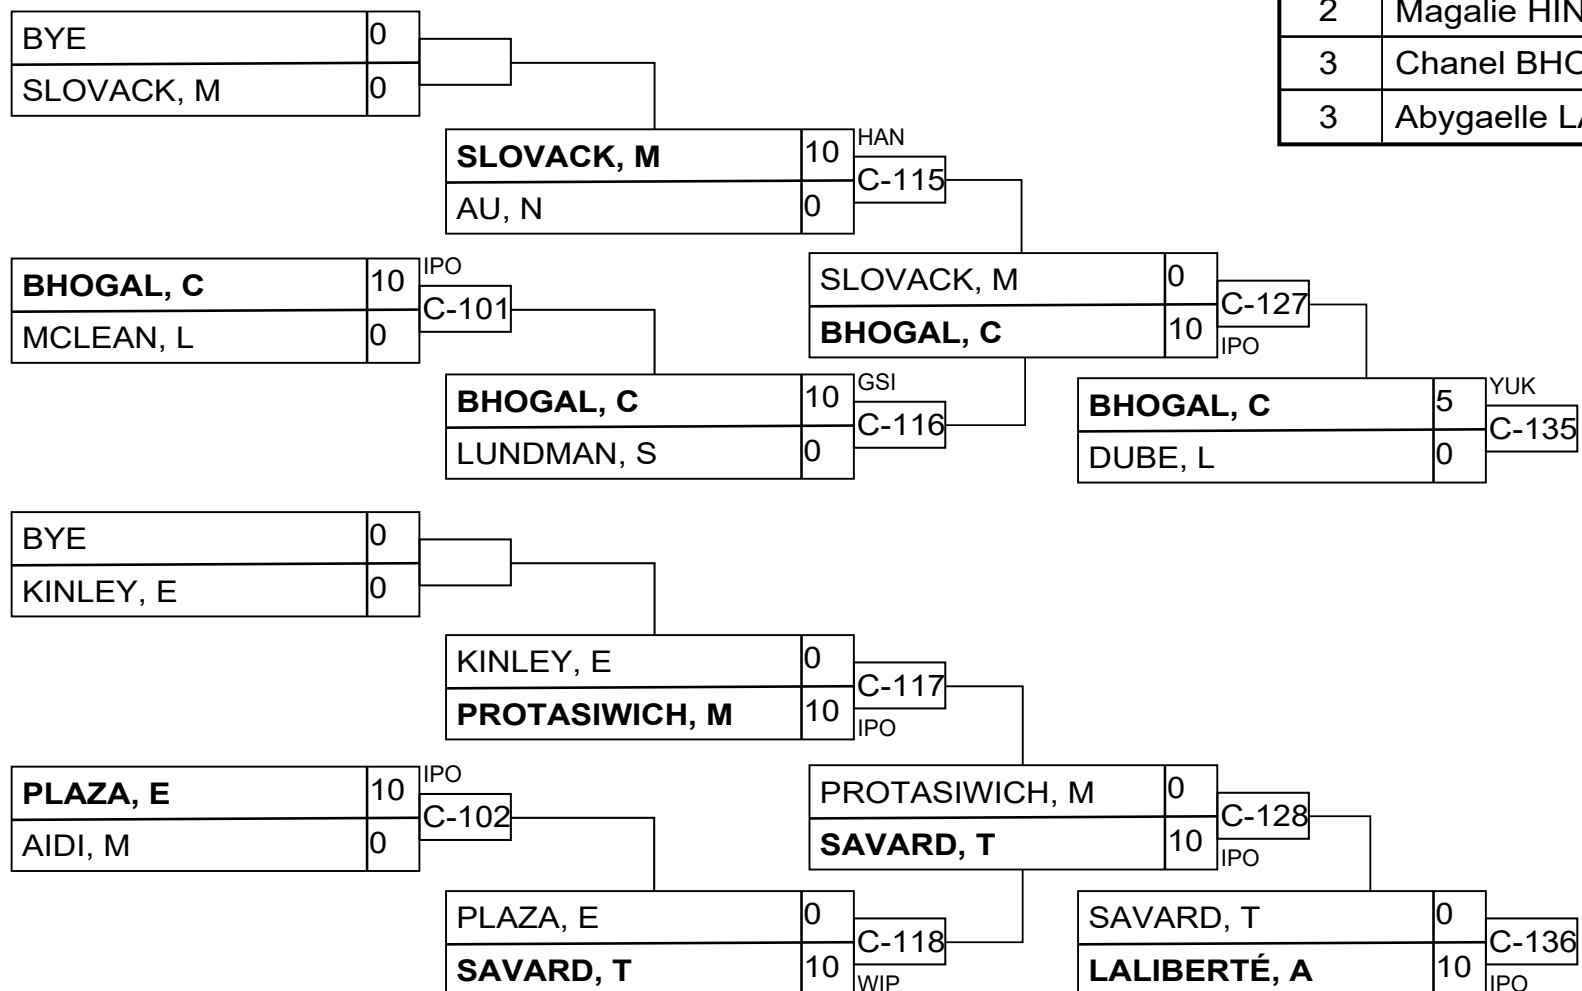 2
Magalie HIN
3
Chanel BHO
3
Abygaelle LA
BYE 0
SLOVACK, M 0
SLOVACK, M 10 HAN
C-115
AU, N 0
BHOGAL, C 10 IPO
C-101
MCLEAN, L 0
SLOVACK, M 0
C-127
BHOGAL, C 10 IPO
BHOGAL, C 10 GSI
C-116
LUNDMAN, S 0
BHOGAL, C 5 YUK
C-135
DUBE, L 0
BYE 0
KINLEY, E 0
KINLEY, E 0
C-117
PROTASIWICH, M 10 IPO
PLAZA, E 10 IPO
C-102
AIDI, M 0
PROTASIWICH, M 0
C-128
SAVARD, T 10 IPO
PLAZA, E 0
C-118
SAVARD, T 10 WIP
SAVARD, T 0
C-136
LALIBERTÉ, A 10 IPO